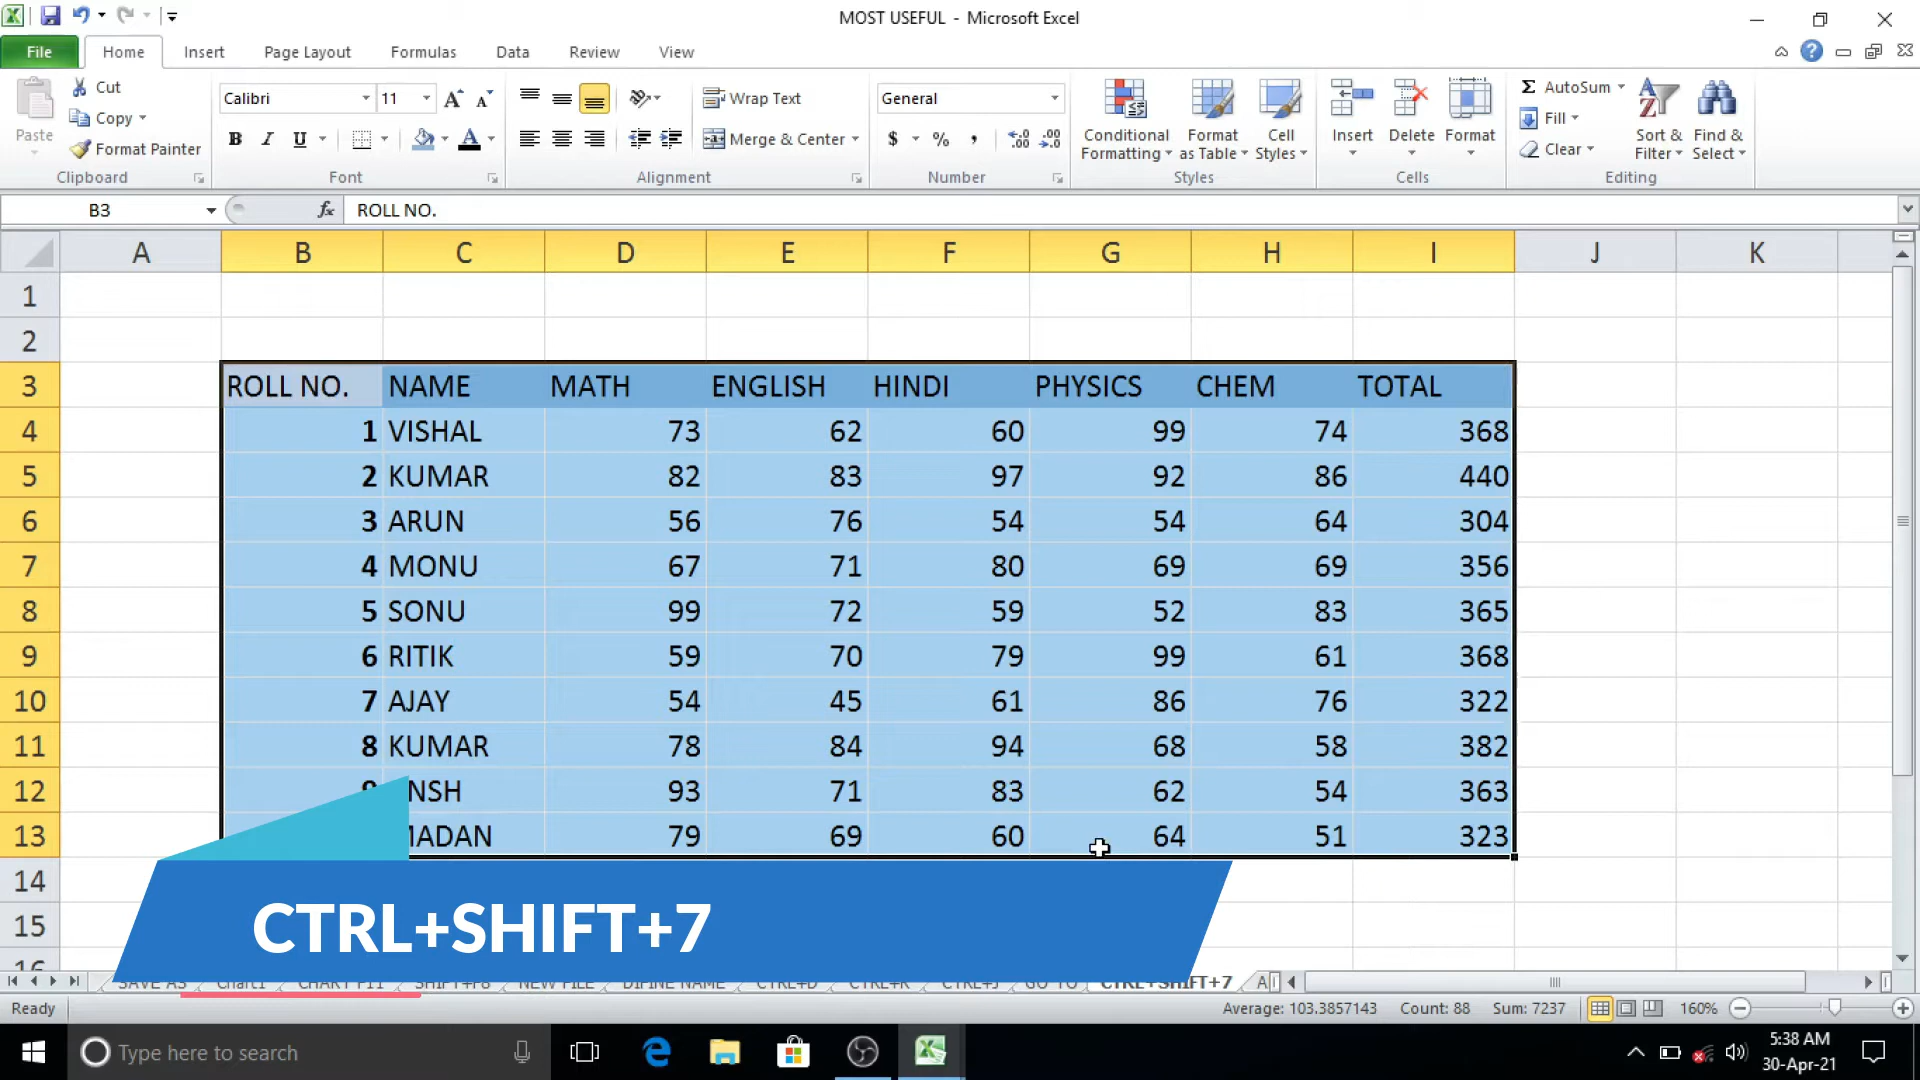 MOST USEFUL - Microsoft Excel
File Home Insert Page Layout Formulas Data Review View
Paste Cut Copy Format Painter
Calibri 11 B I U
Wrap Text
Merge & Center
General
$ % ,
Conditional Formatting
Format as Table
Cell Styles
Insert Delete Format
Σ AutoSum
Fill
Clear
Sort & Filter
Find & Select
Clipboard Font Alignment Number Styles Cells Editing
B3 fx ROLL NO.
A B C D E F G H I J K
1
2
3 ROLL NO. NAME MATH ENGLISH HINDI PHYSICS CHEM TOTAL
4 1 VISHAL 73 62 60 99 74 368
5 2 KUMAR 82 83 97 92 86 440
6 3 ARUN 56 76 54 54 64 304
7 4 MONU 67 71 80 69 69 356
8 5 SONU 99 72 59 52 83 365
9 6 RITIK 59 70 79 99 61 368
10 7 AJAY 54 45 61 86 76 322
11 8 KUMAR 78 84 94 68 58 382
12 NSH 93 71 83 62 54 363
13 MADAN 79 69 60 64 51 323
14
15
16
CTRL+SHIFT+7
SAVE AS Chart1 CHART F11 SHIFT+F8 NEW FILE DIFINE NAME CTRL+D CTRL+R CTRL+J GO TO CTRL+SHIFT+7
Ready Average: 103.3857143 Count: 88 Sum: 7237 160%
Type here to search
5:38 AM
30-Apr-21